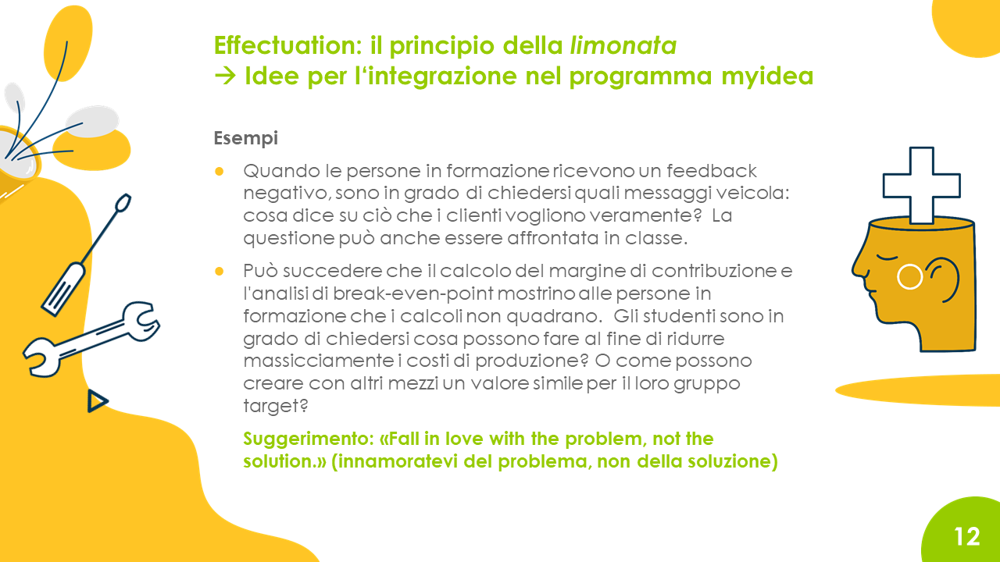 Effectuation: il principio della limonata
→ Idee per l‘integrazione nel programma myidea
Esempi
● Quando le persone in formazione ricevono un feedback
negativo, sono in grado di chiedersi quali messaggi veicola:
cosa dice su ciò che i clienti vogliono veramente? La
questione può anche essere affrontata in classe.
● Può succedere che il calcolo del margine di contribuzione e
l'analisi di break-even-point mostrino alle persone in
formazione che i calcoli non quadrano. Gli studenti sono in
grado di chiedersi cosa possono fare al fine di ridurre
massicciamente i costi di produzione? O come possono
creare con altri mezzi un valore simile per il loro gruppo
target?
Suggerimento: «Fall in love with the problem, not the
solution.» (innamoratevi del problema, non della soluzione)
12